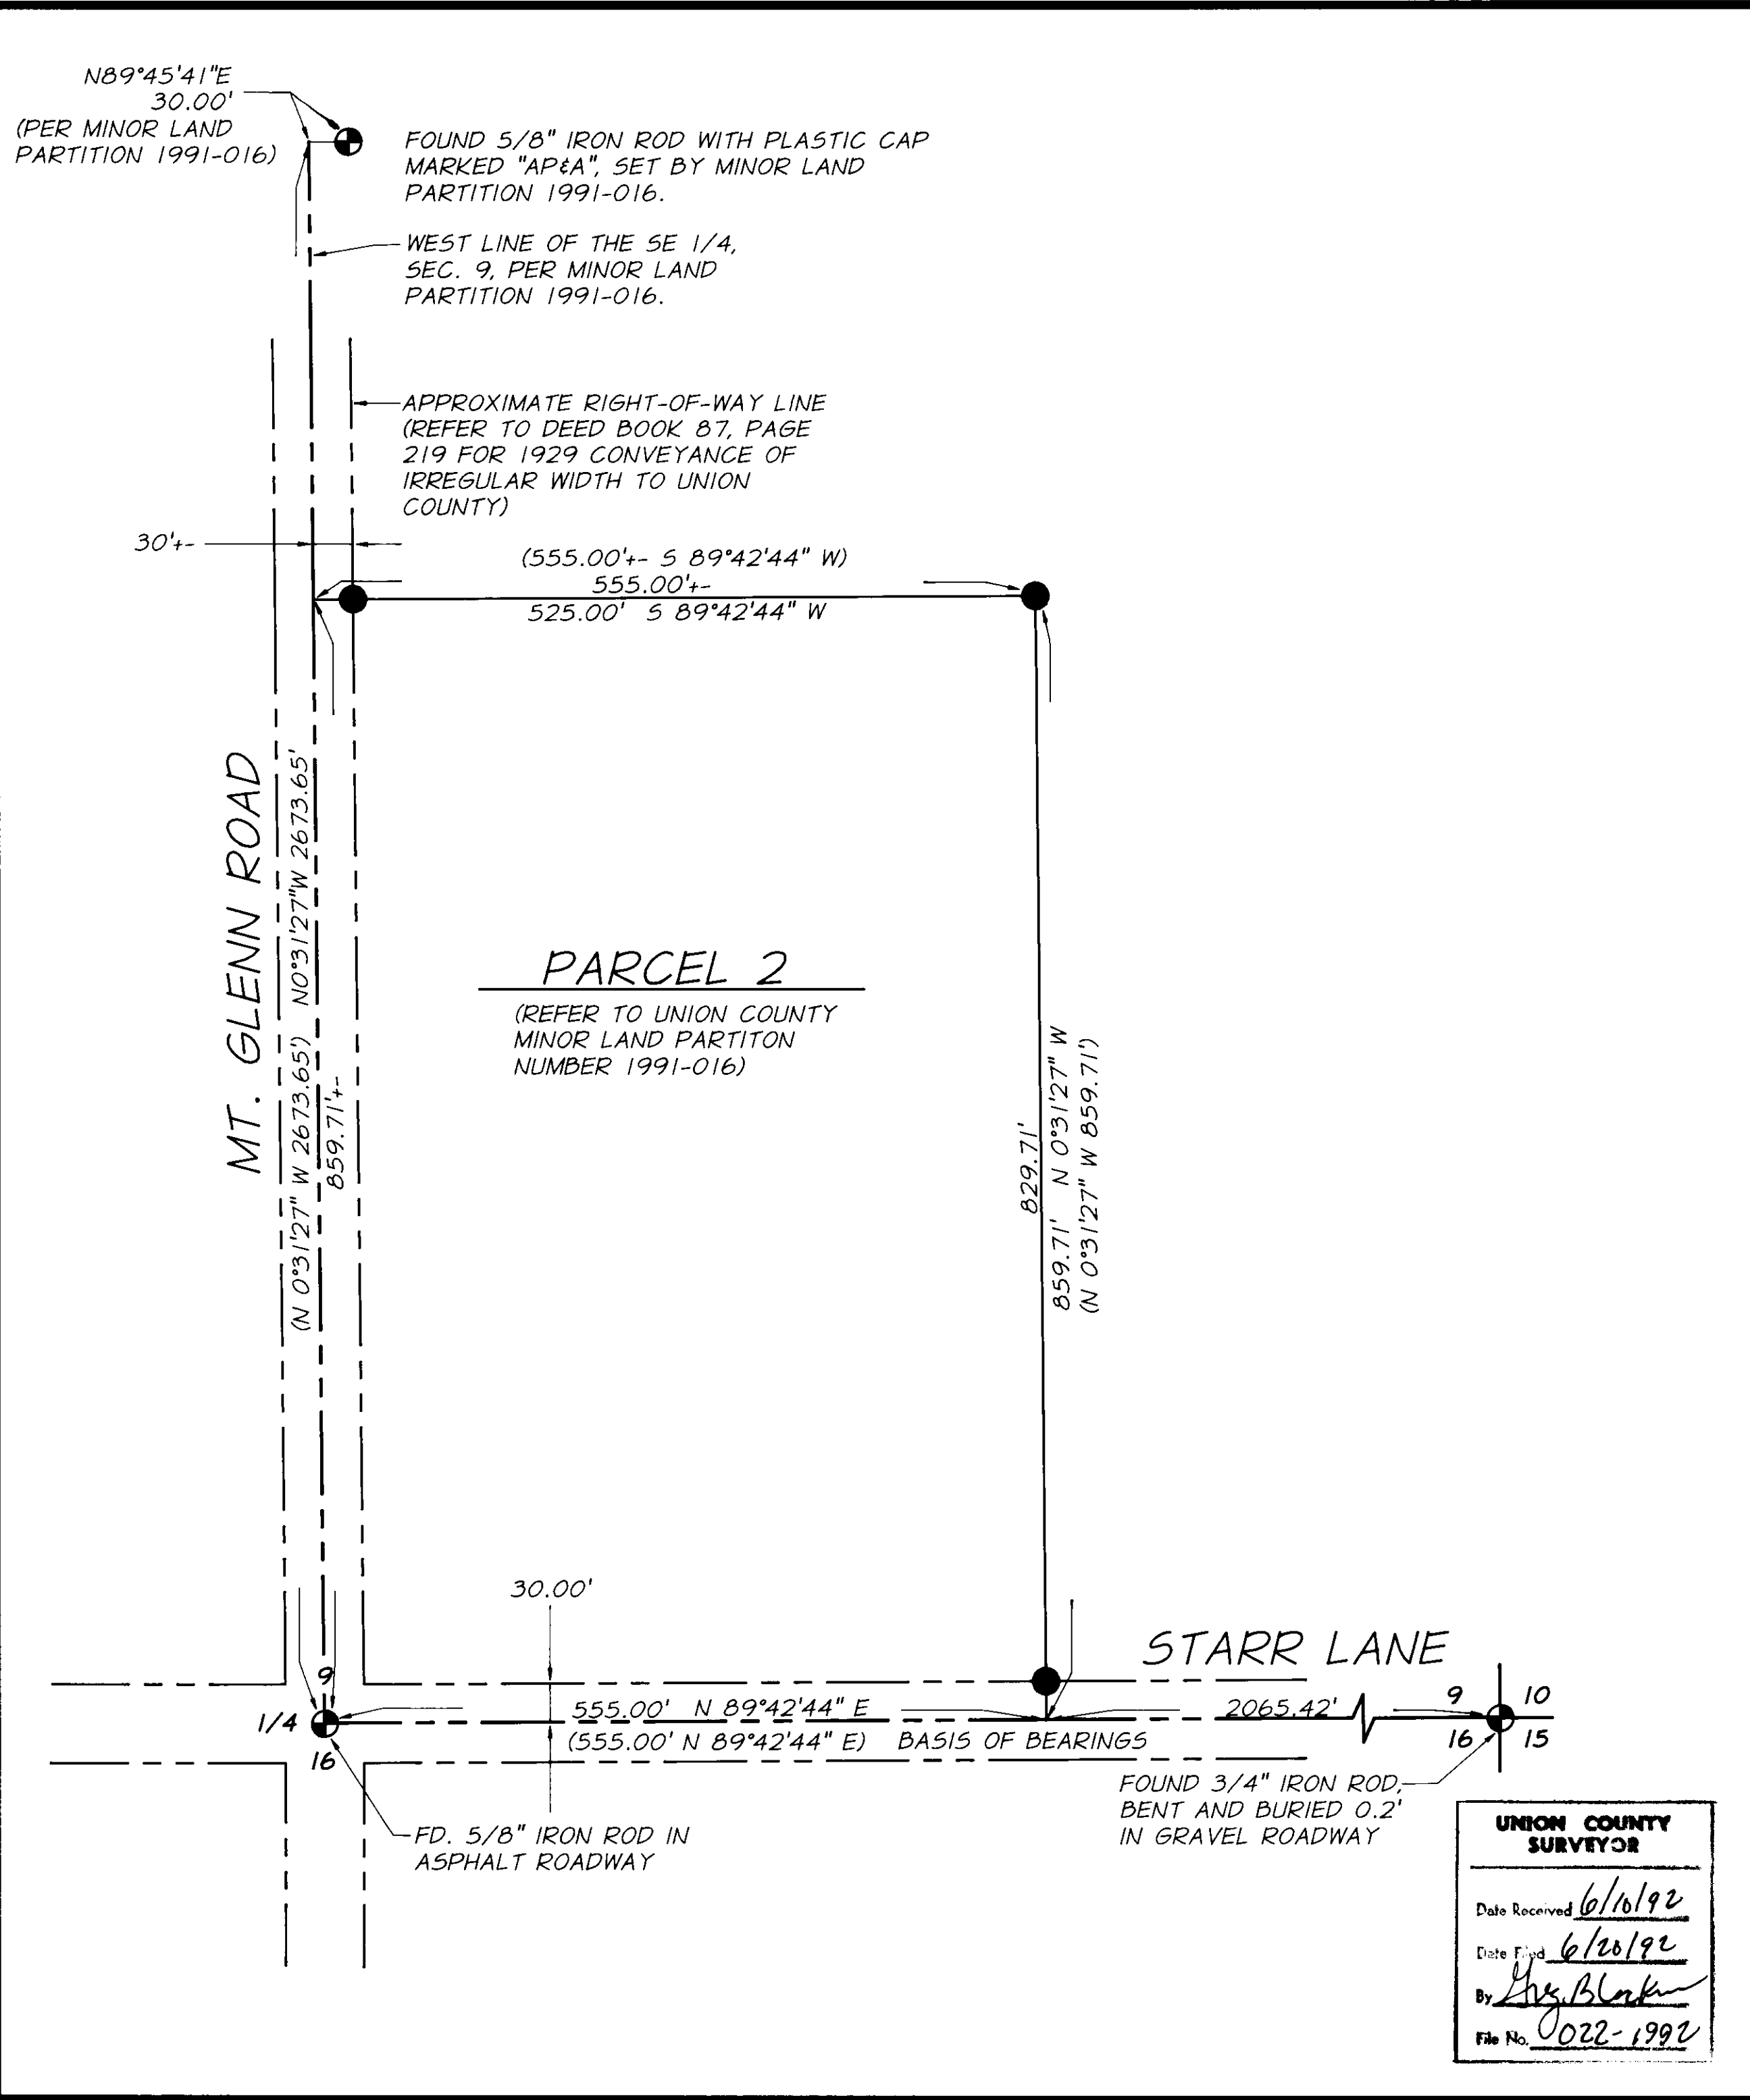 N89°45'41"E
30.00'
(PER MINOR LAND
PARTITION 1991-016)
FOUND 5/8" IRON ROD WITH PLASTIC CAP
MARKED "AP&A", SET BY MINOR LAND
PARTITION 1991-016.
WEST LINE OF THE SE 1/4,
SEC. 9, PER MINOR LAND
PARTITION 1991-016.
APPROXIMATE RIGHT-OF-WAY LINE
(REFER TO DEED BOOK 87, PAGE
219 FOR 1929 CONVEYANCE OF
IRREGULAR WIDTH TO UNION
COUNTY)
30'+-
(555.00'+- S 89°42'44" W)
555.00'+-
525.00' S 89°42'44" W
MT. GLENN ROAD
(N 0°31'27" W 2673.65') N0°31'27"W 2673.65'
859.71'+-
PARCEL 2
(REFER TO UNION COUNTY
MINOR LAND PARTITON
NUMBER 1991-016)
829.71'
859.71' N 0°31'27" W
(N 0°31'27" W 859.71')
30.00'
STARR LANE
9
1/4
16
555.00' N 89°42'44" E
2065.42'
(555.00' N 89°42'44" E) BASIS OF BEARINGS
9 10
16 15
FOUND 3/4" IRON ROD,
BENT AND BURIED 0.2'
IN GRAVEL ROADWAY
FD. 5/8" IRON ROD IN
ASPHALT ROADWAY
UNION COUNTY
SURVEYOR
Date Received 6/10/92
Date Filed 6/20/92
By
File No. 022-1992